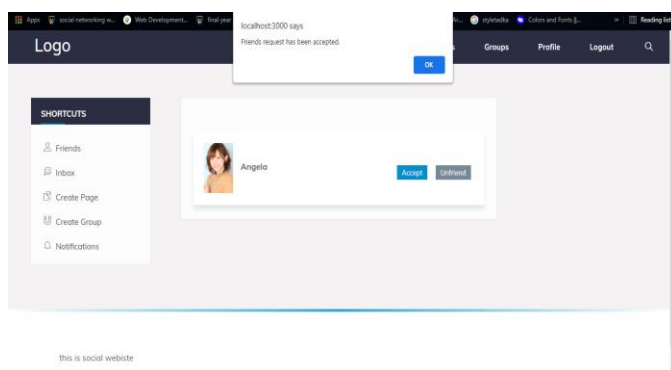 Apps social networking w... Web Development... final year styletadka Colors and Fonts |... » Reading list
localhost:3000 says
Friends request has been accepted.
OK
Logo Groups Profile Logout
SHORTCUTS
Friends
Inbox
Create Page
Create Group
Notifications
Angela
Accept Unfriend
this is social webiste